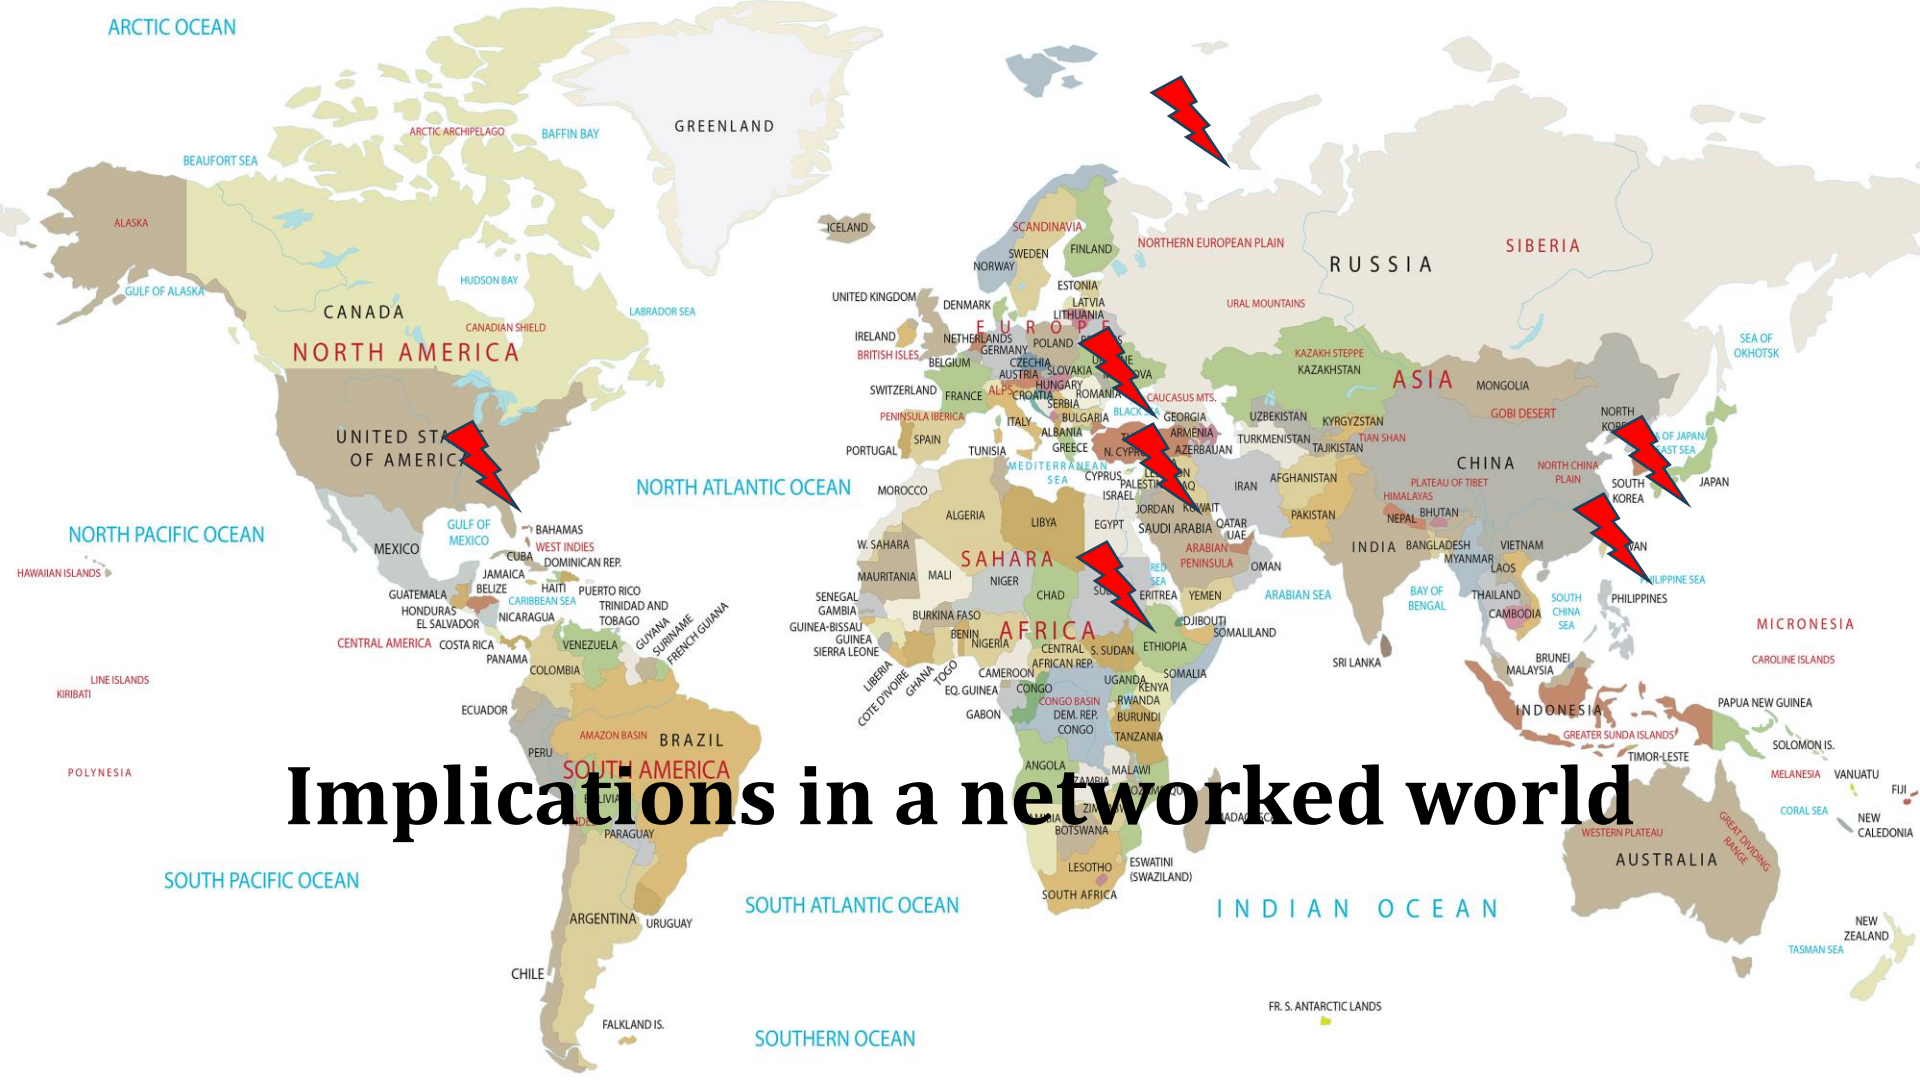 ARCTIC OCEAN
GREENLAND
ARCTIC ARCHIPELAGO
BAFFIN BAY
BEAUFORT SEA
ALASKA
ICELAND
SCANDINAVIA
NORTHERN EUROPEAN PLAIN
SIBERIA
SWEDEN
FINLAND
NORWAY
RUSSIA
HUDSON BAY
GULF OF ALASKA
ESTONIA
UNITED KINGDOM
DENMARK
LATVIA
URAL MOUNTAINS
CANADA
LABRADOR SEA
LITHUANIA
CANADIAN SHIELD
EUROPE
IRELAND
NETHERLANDS
POLAND
SEA OF
OKHOTSK
NORTH AMERICA
BRITISH ISLES
GERMANY
KAZAKH STEPPE
BELGIUM
CZECHIA
SLOVAKIA
KAZAKHSTAN
AUSTRIA
ASIA
MONGOLIA
SWITZERLAND
FRANCE
ALPS
HUNGARY
CROATIA
ROMANIA
CAUCASUS MTS.
SERBIA
GOBI DESERT
NORTH
PENINSULA IBERICA
ITALY
BULGARIA
BLACK
GEORGIA
UZBEKISTAN
KYRGYZSTAN
UNITED
OF
SPAIN
ALBANIA
ARMENIA
TURKMENISTAN
TIAN SHAN
OF JAPAN/
PORTUGAL
TUNISIA
GREECE
N.
AZERBAIJAN
TAJIKISTAN
EAST SEA
MEDITERRANEAN
SEA
CHINA
NORTH CHINA
PLAIN
CYPRUS
IRAN
AFGHANISTAN
PLATEAU OF TIBET
SOUTH
KOREA
JAPAN
NORTH ATLANTIC OCEAN
MOROCCO
ISRAEL
HIMALAYAS
JORDAN
KUWAIT
ALGERIA
LIBYA
EGYPT
SAUDI ARABIA
QATAR
UAE
PAKISTAN
NEPAL
BHUTAN
NORTH PACIFIC OCEAN
GULF OF
MEXICO
BAHAMAS
MEXICO
WEST INDIES
W. SAHARA
SAHARA
ARABIAN
PENINSULA
INDIA
BANGLADESH
VIETNAM
CUBA
DOMINICAN REP.
OMAN
MYANMAR
LAOS
HAWAIIAN ISLANDS
JAMAICA
MAURITANIA
MALI
NIGER
RED
SEA
PHILIPPINE SEA
GUATEMALA
BELIZE
HAITI
PUERTO RICO
SENEGAL
CHAD
ERITREA
YEMEN
ARABIAN SEA
BAY OF
BENGAL
THAILAND
SOUTH
CHINA
SEA
PHILIPPINES
HONDURAS
CARIBBEAN SEA
TRINIDAD AND
TOBAGO
GAMBIA
BURKINA FASO
CAMBODIA
EL SALVADOR
NICARAGUA
GUINEA-BISSAU
BENIN
AFRICA
DJIBOUTI
MICRONESIA
CENTRAL AMERICA
COSTA RICA
VENEZUELA
GUYANA
SURINAME
FRENCH GUIANA
GUINEA
SIERRA LEONE
NIGERIA
CENTRAL
AFRICAN REP.
S. SUDAN
ETHIOPIA
SOMALILAND
PANAMA
COLOMBIA
LIBERIA
COTE D'IVOIRE
GHANA
TOGO
CAMEROON
UGANDA
SOMALIA
SRI LANKA
BRUNEI
MALAYSIA
CAROLINE ISLANDS
LINE ISLANDS
KIRIBATI
EQ. GUINEA
CONGO
KENYA
ECUADOR
GABON
CONGO BASIN
RWANDA
INDONESIA
PAPUA NEW GUINEA
DEM. REP.
CONGO
BURUNDI
AMAZON BASIN
BRAZIL
TANZANIA
GREATER SUNDA ISLANDS
SOLOMON IS.
PERU
TIMOR-LESTE
POLYNESIA
SOUTH AMERICA
ANGOLA
MALAWI
MELANESIA
VANUATU
FIJI
Implications in a networked world
CORAL SEA
NEW
CALEDONIA
PARAGUAY
BOTSWANA
WESTERN PLATEAU
GREAT DIVIDING
RANGE
AUSTRALIA
SOUTH PACIFIC OCEAN
LESOTHO
ESWATINI
(SWAZILAND)
SOUTH AFRICA
SOUTH ATLANTIC OCEAN
INDIAN OCEAN
ARGENTINA
URUGUAY
NEW
ZEALAND
TASMAN SEA
CHILE
FR. S. ANTARCTIC LANDS
FALKLAND IS.
SOUTHERN OCEAN